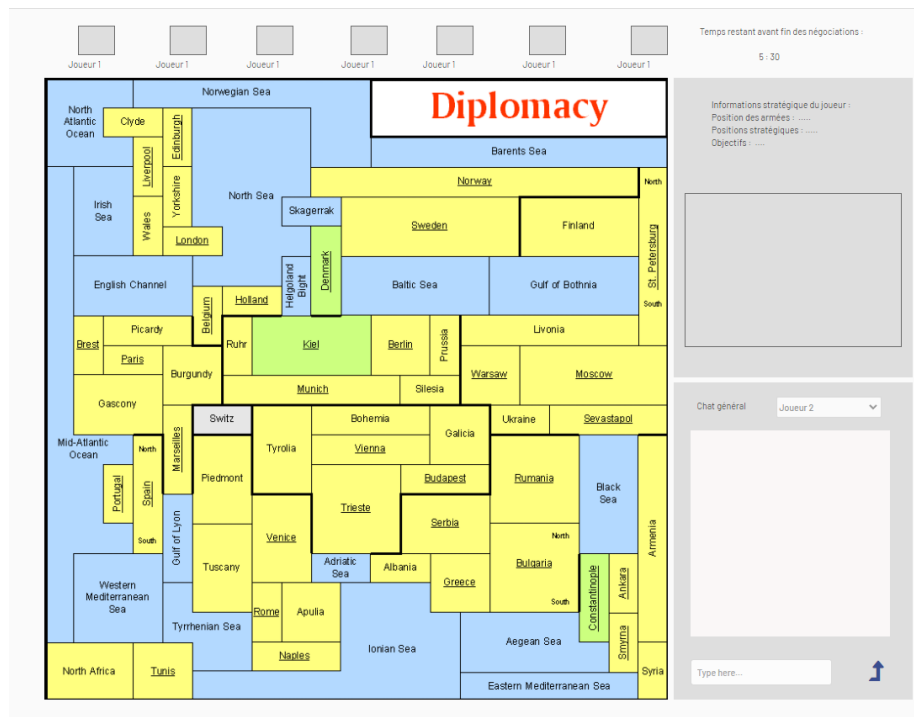 Joueur 1
Joueur 1
Joueur 1
Joueur 1
Joueur 1
Joueur 1
Joueur 1
Temps restant avant fin des négociations :
5 : 30
Diplomacy
Norwegian Sea
North
Atlantic
Ocean
Clyde
Edinburgh
Barents Sea
Liverpool
Yorkshire
Norway
North
North Sea
Irish
Sea
Skagerrak
Wales
London
Sweden
Finland
St. Petersburg
South
English Channel
Belgium
Holland
Helgoland
Bight
Denmark
Baltic Sea
Gulf of Bothnia
Brest
Picardy
Paris
Ruhr
Kiel
Berlin
Prussia
Livonia
Burgundy
Warsaw
Moscow
Munich
Silesia
Gascony
Switz
Marseilles
Tyrolia
Bohemia
Vienna
Galicia
Ukraine
Sevastapol
Mid-Atlantic
Ocean
North
Spain
South
Portugal
Piedmont
Budapest
Rumania
Black
Sea
Trieste
Gulf of Lyon
Venice
Serbia
North
Bulgaria
South
Armenia
Tuscany
Adriatic
Sea
Albania
Greece
Constantinople
Ankara
Western
Mediterranean
Sea
Rome
Apulia
Tyrrhenian Sea
Naples
Ionian Sea
Aegean Sea
Smyrna
North Africa
Tunis
Syria
Eastern Mediterranean Sea
Informations stratégique du joueur :
Position des armées : .....
Positions stratégiques : .....
Objectifs : ....
Chat général
Joueur 2
Type here...